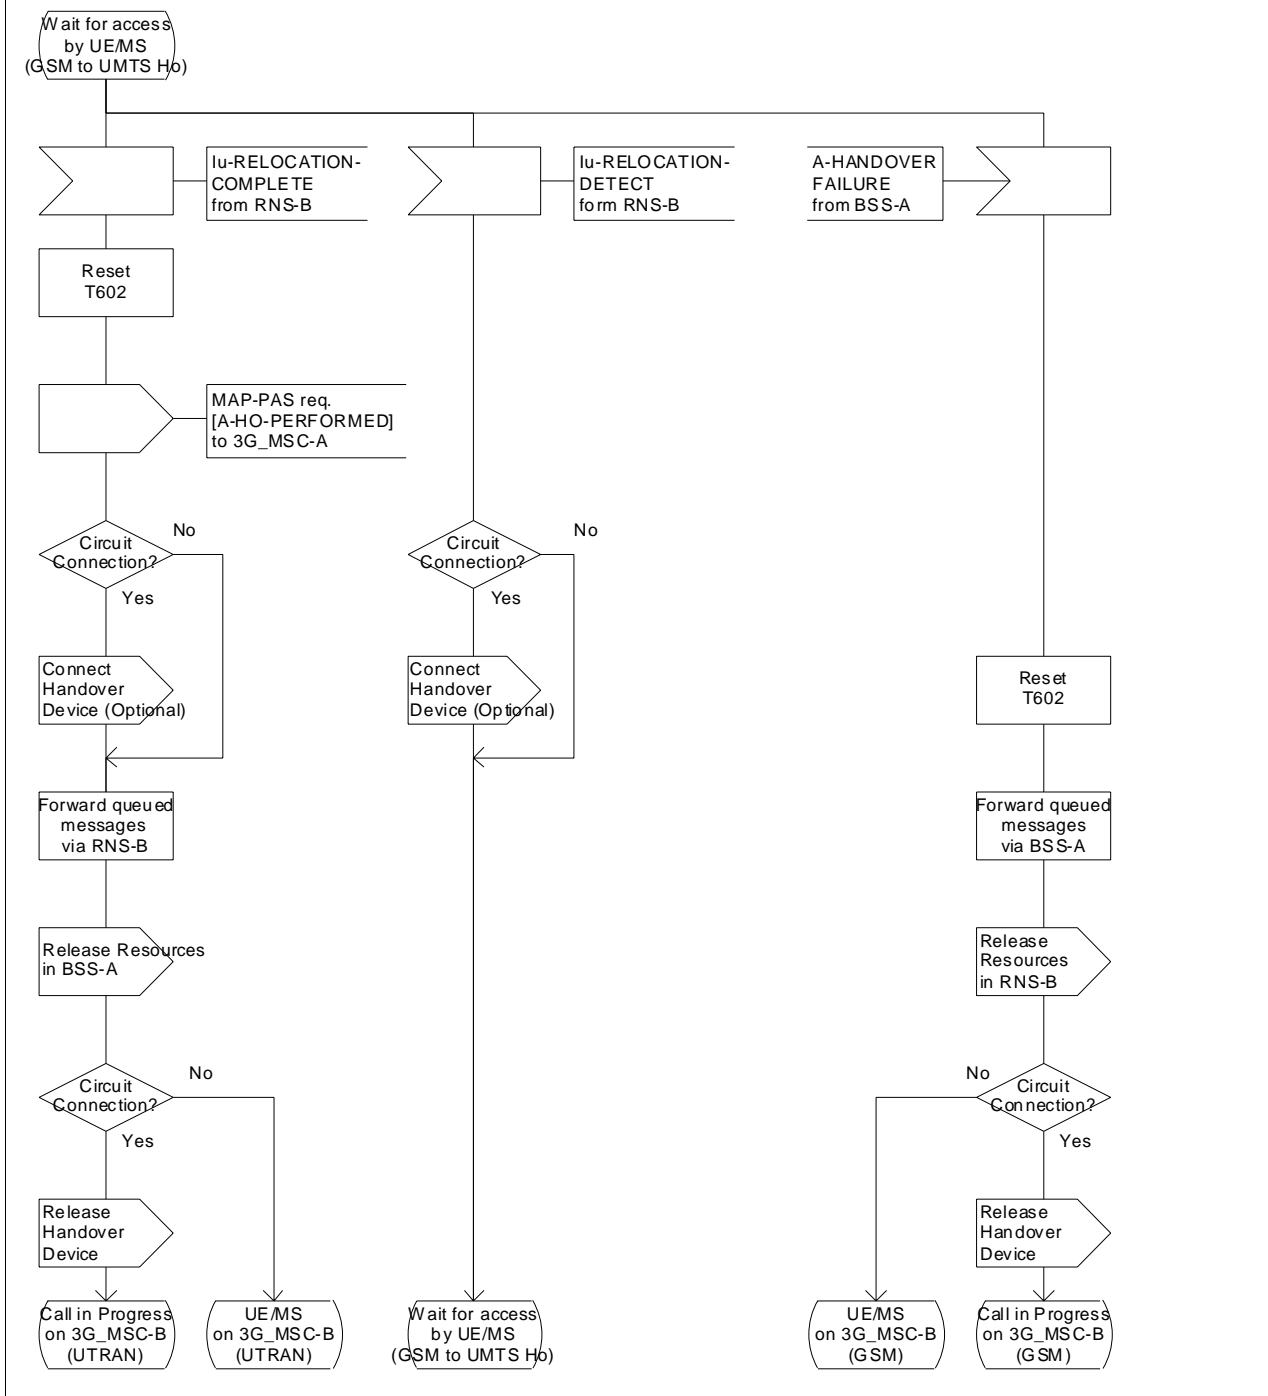 Wait for access
by UE/MS
(GSM to UMTS Ho)
Iu-RELOCATION-
COMPLETE
from RNS-B
Iu-RELOCATION-
DETECT
form RNS-B
A-HANDOVER
FAILURE
from BSS-A
Reset
T602
MAP-PAS req.
[A-HO-PERFORMED]
to 3G_MSC-A
No
Circuit
Connection?
Yes
No
Circuit
Connection?
Yes
Connect
Handover
Device (Optional)
Connect
Handover
Device (Optional)
Reset
T602
Forward queued
messages
via RNS-B
Forward queued
messages
via BSS-A
Release Resources
in BSS-A
Release
Resources
in RNS-B
No
Circuit
Connection?
Yes
No
Circuit
Connection?
Yes
Release
Handover
Device
Release
Handover
Device
Call in Progress
on 3G_MSC-B
(UTRAN)
UE/MS
on 3G_MSC-B
(UTRAN)
Wait for access
by UE/MS
(GSM to UMTS Ho)
UE/MS
on 3G_MSC-B
(GSM)
Call in Progress
on 3G_MSC-B
(GSM)